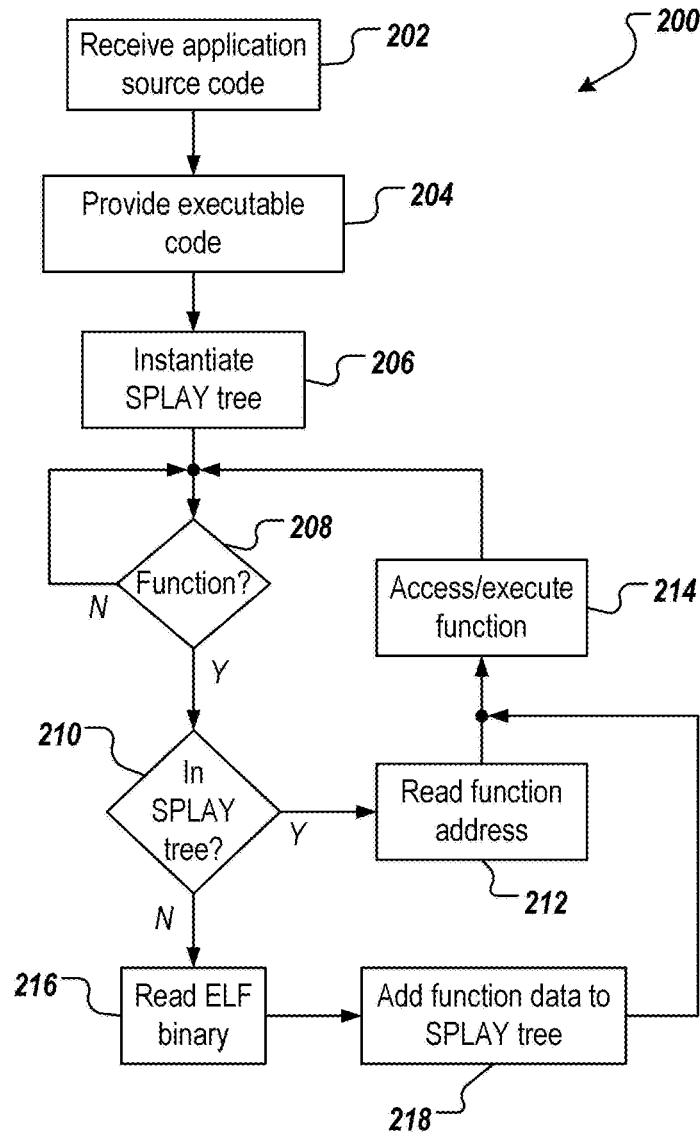 200
Receive application
source code
202
Provide executable
code
204
Instantiate
SPLAY tree
206
Function?
208
N
Y
Access/execute
function
214
210
In
SPLAY
tree?
Y
N
Read function
address
212
216
Read ELF
binary
Add function data to
SPLAY tree
218